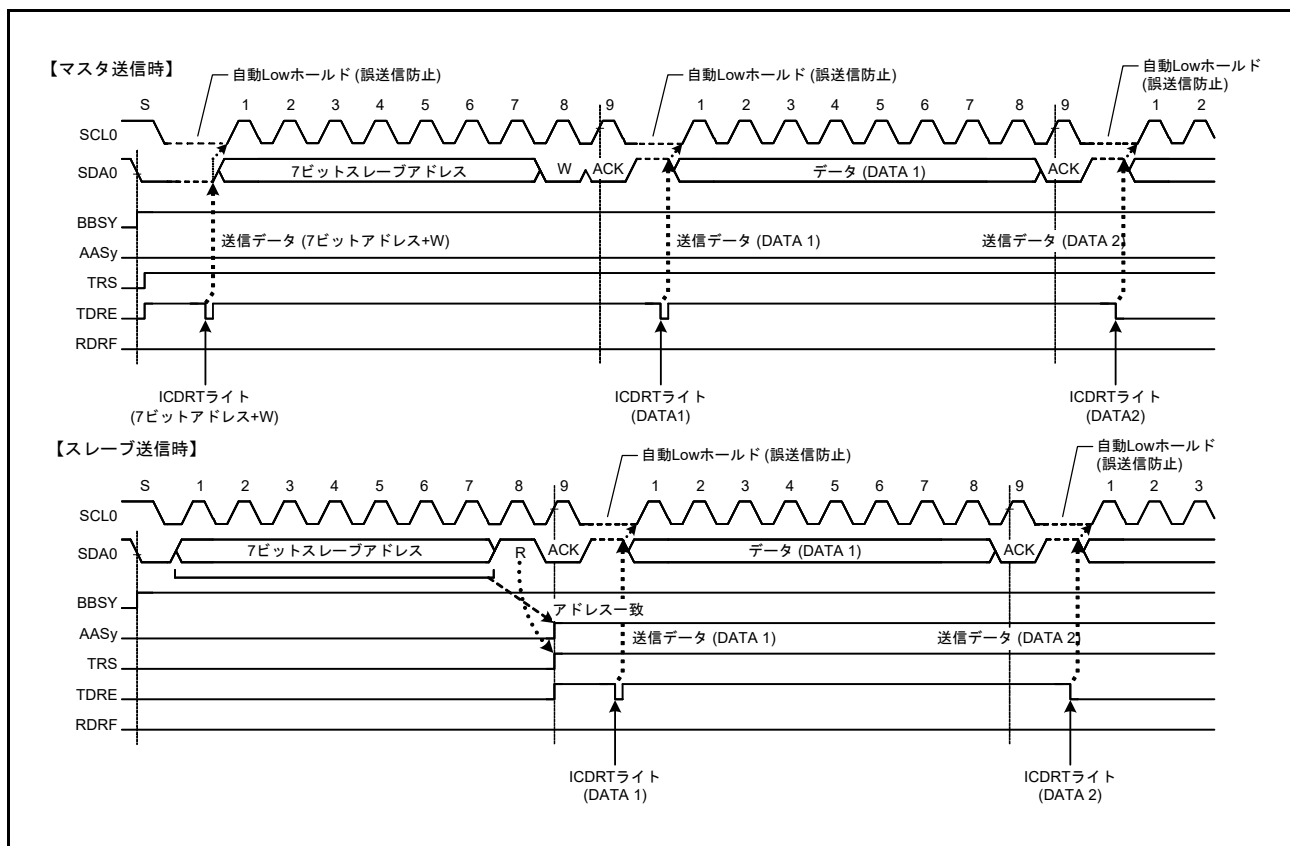 【マスタ送信時】
自動Lowホールド (誤送信防止)
自動Lowホールド (誤送信防止)
自動Lowホールド
(誤送信防止)
S 1 2 3 4 5 6 7 8 9 1 2 3 4 5 6 7 8 9 1 2
SCL0
SDA0 7ビットスレーブアドレス W ACK データ (DATA 1) ACK
BBSY
送信データ (7ビットアドレス+W) 送信データ (DATA 1) 送信データ (DATA 2)
AASy
TRS
TDRE
RDRF
ICDRTライト
(7ビットアドレス+W)
ICDRTライト
(DATA1)
ICDRTライト
(DATA2)
【スレーブ送信時】
自動Lowホールド (誤送信防止)
自動Lowホールド
(誤送信防止)
S 1 2 3 4 5 6 7 8 9 1 2 3 4 5 6 7 8 9 1 2 3
SCL0
SDA0 7ビットスレーブアドレス R ACK データ (DATA 1) ACK
BBSY
アドレス一致
AASy
送信データ (DATA 1) 送信データ (DATA 2)
TRS
TDRE
RDRF
ICDRTライト
(DATA 1)
ICDRTライト
(DATA 2)